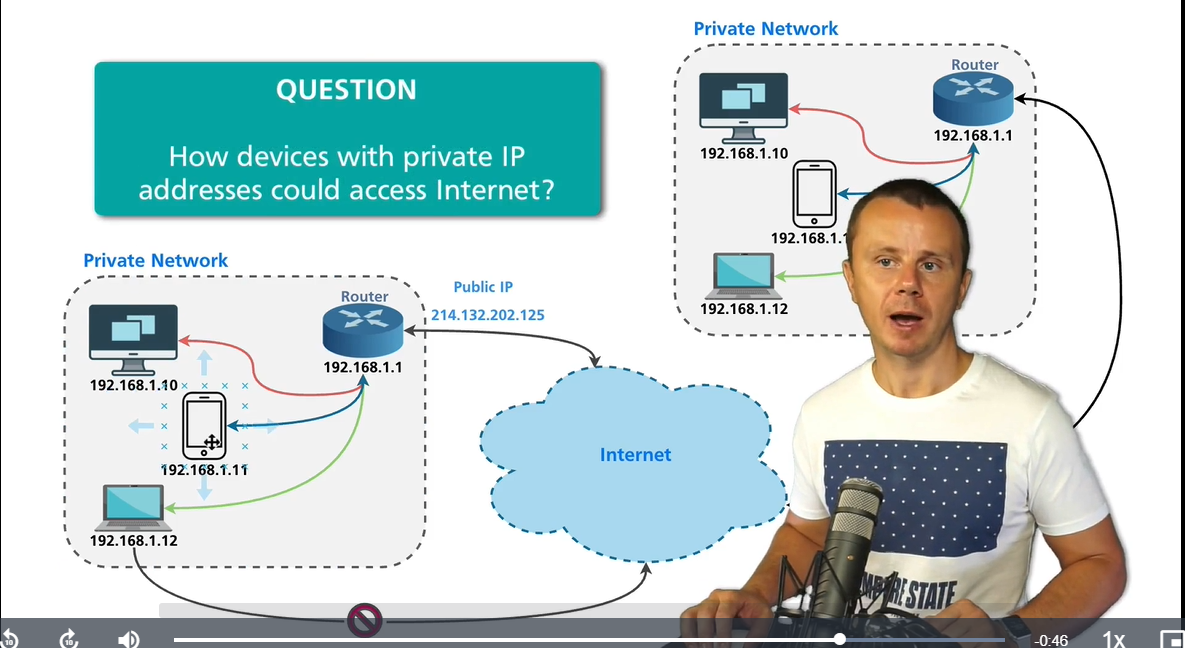 Private Network
QUESTION
How devices with private IP
addresses could access Internet?
Router
192.168.1.1
192.168.1.10
192.168.1.1
192.168.1.12
Private Network
Router
192.168.1.1
192.168.1.10
192.168.1.11
192.168.1.12
Public IP
214.132.202.125
Internet
STATE
10
10
-0:46
1x